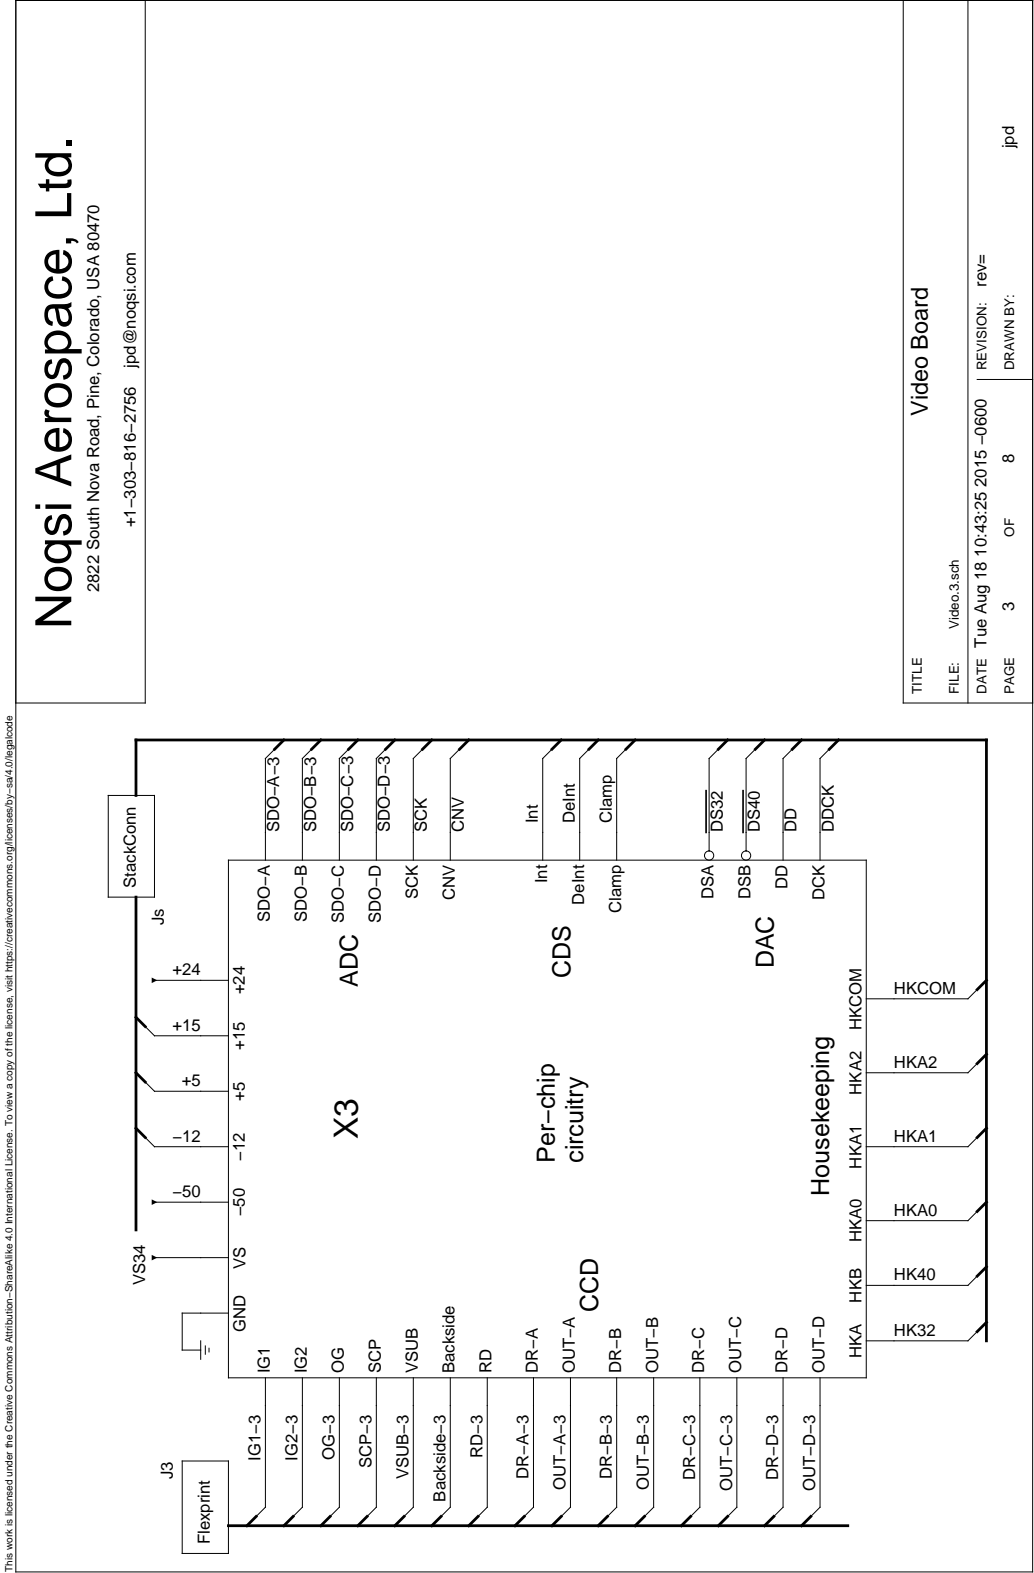 This work is licensed under the Creative Commons Attribution−ShareAlike 4.0 International License. To view a copy of the license, visit https://creativecommons.org/licenses/by−sa/4.0/legalcode
Noqsi Aerospace, Ltd.
2822 South Nova Road, Pine, Colorado, USA 80470
+1−303−816−2756 jpd@noqsi.com
StackConn
Js
VS34
−50
−12
+5
+15
+24
GND
VS
−50
−12
+5
+15
+24
J3
Flexprint
IG1−3
IG2−3
OG−3
SCP−3
VSUB−3
Backside−3
RD−3
DR−A−3
OUT−A−3
DR−B−3
OUT−B−3
DR−C−3
OUT−C−3
DR−D−3
OUT−D−3
IG1
IG2
OG
SCP
VSUB
Backside
RD
DR−A
OUT−A
DR−B
OUT−B
DR−C
OUT−C
DR−D
OUT−D
CCD
X3
Per−chip
circuitry
ADC
CDS
DAC
Housekeeping
SDO−A
SDO−B
SDO−C
SDO−D
SCK
CNV
Int
DeInt
Clamp
DSA
DSB
DD
DCK
SDO−A−3
SDO−B−3
SDO−C−3
SDO−D−3
SCK
CNV
Int
DeInt
Clamp
DS32
DS40
DD
DDCK
HKA
HKB
HKA0
HKA1
HKA2
HKCOM
HK32
HK40
HKA0
HKA1
HKA2
HKCOM
TITLE
Video Board
FILE: Video.3.sch
DATE Tue Aug 18 10:43:25 2015 −0600
REVISION: rev=
PAGE 3 OF 8
DRAWN BY: jpd